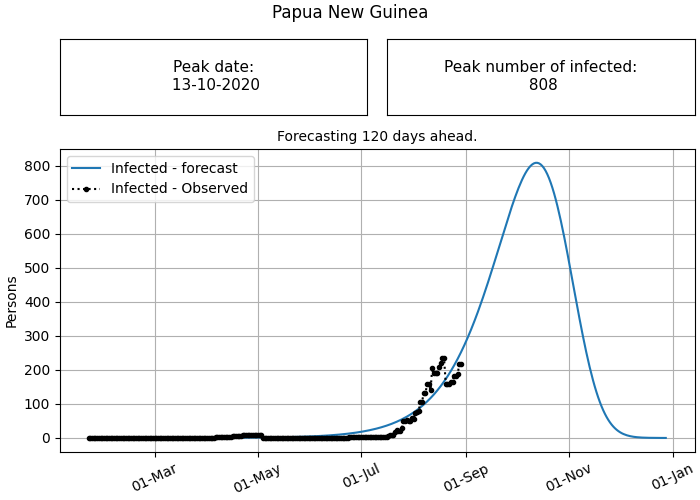 Papua New Guinea
Peak date:
13-10-2020
Peak number of infected:
808
Forecasting 120 days ahead.
Infected - forecast
Infected - Observed
Persons
800
700
600
500
400
300
200
100
0
01-Mar
01-May
01-Jul
01-Sep
01-Nov
01-Jan